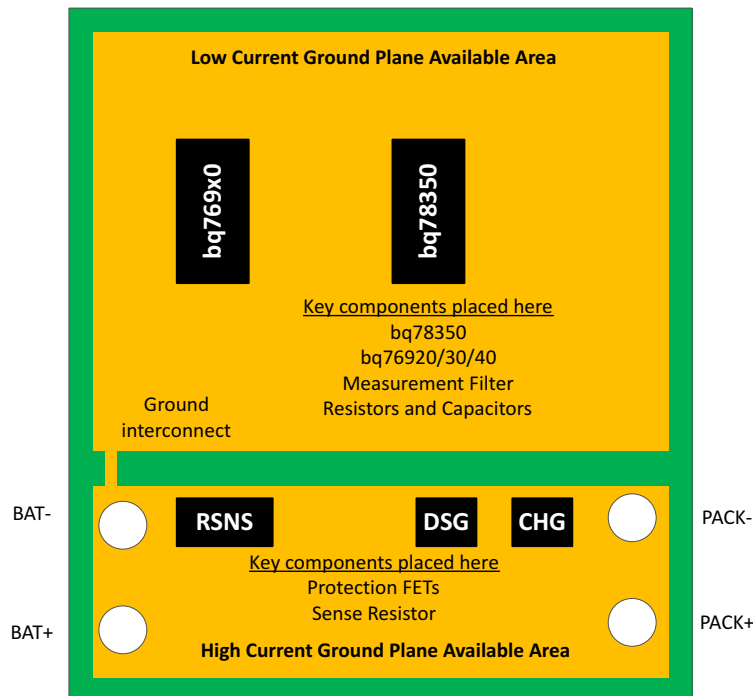 Low Current Ground Plane Available Area
bq769x0
bq78350
Key components placed here
bq78350
bq76920/30/40
Measurement Filter
Resistors and Capacitors
Ground
interconnect
BAT-
RSNS
DSG
CHG
PACK-
Key components placed here
Protection FETs
Sense Resistor
BAT+
PACK+
High Current Ground Plane Available Area